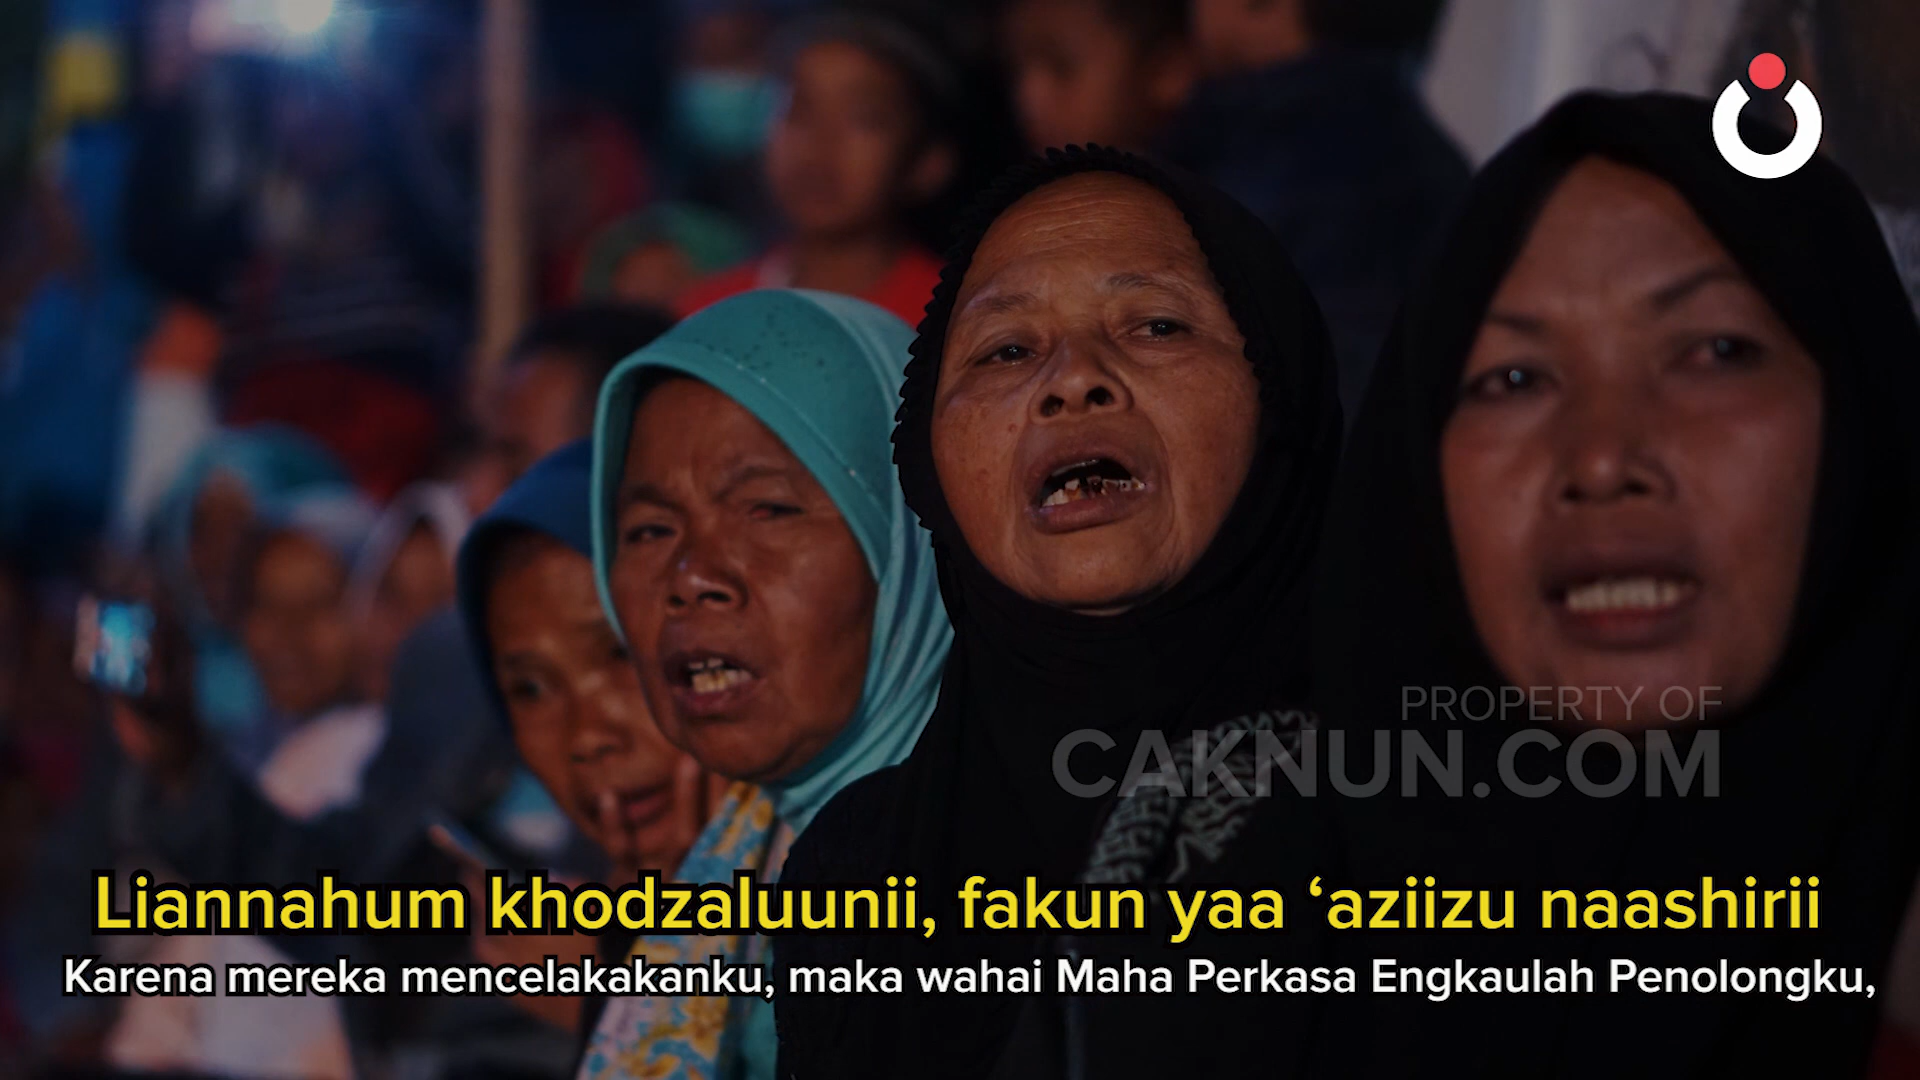 PROPERTY OF
CAKNUN.COM
Liannahum khodzaluunii, fakun yaa ‘aziizu naashirii
Karena mereka mencelakakanku, maka wahai Maha Perkasa Engkaulah Penolongku,